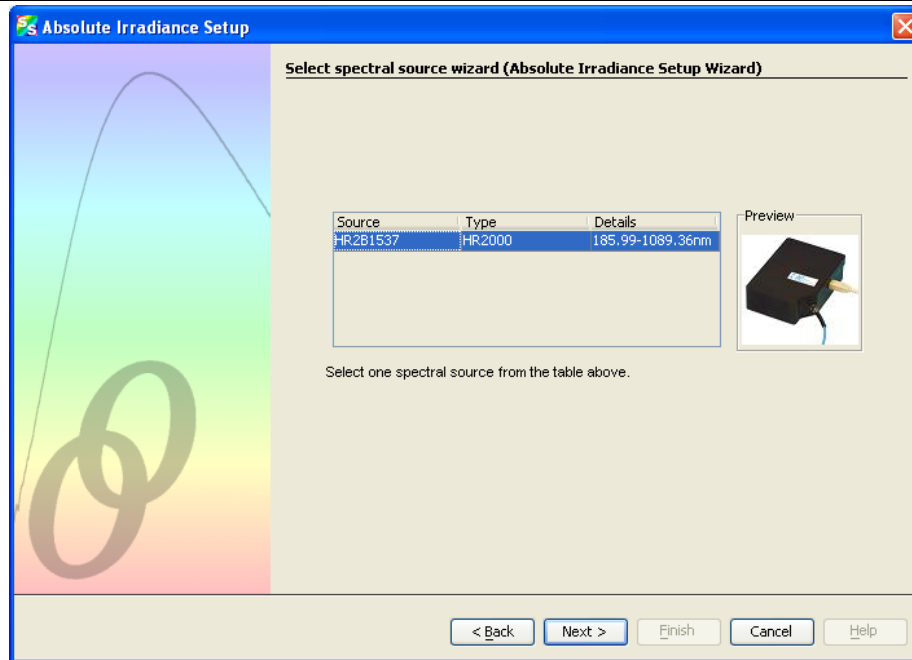 Absolute Irradiance Setup
Select spectral source wizard (Absolute Irradiance Setup Wizard)
Source Type Details
HR2B1537 HR2000 185.99-1089.36nm
Preview
Select one spectral source from the table above.
< Back Next > Finish Cancel Help